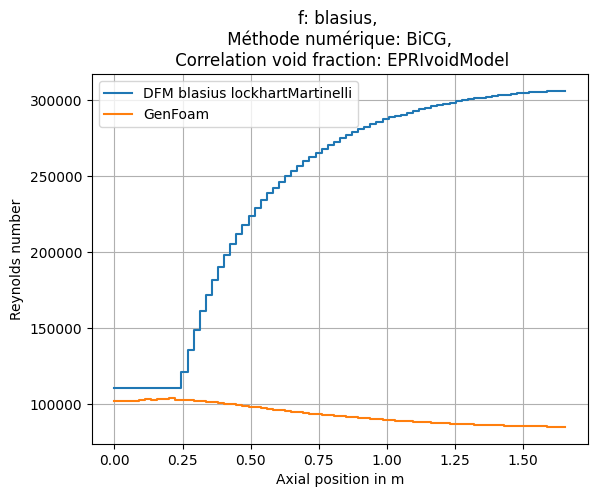 f: blasius,
Méthode numérique: BiCG,
Correlation void fraction: EPRIvoidModel
DFM blasius lockhartMartinelli
GenFoam
300000
250000
200000
150000
100000
Reynolds number
0.00 0.25 0.50 0.75 1.00 1.25 1.50
Axial position in m